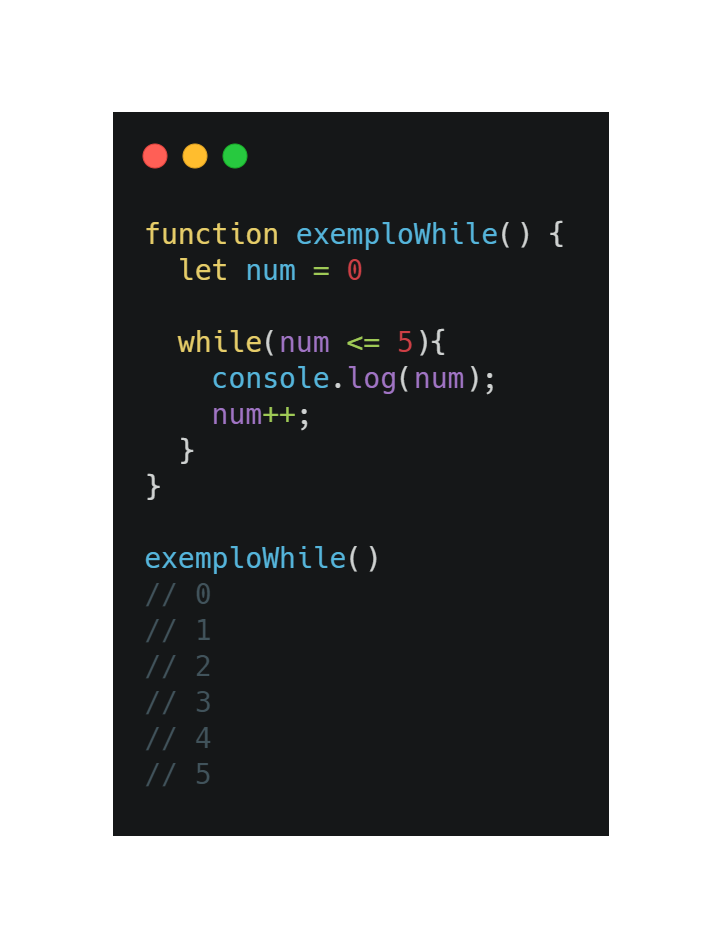 function exemploWhile() {
  let num = 0

  while(num <= 5){
    console.log(num);
    num++;
  }
}

exemploWhile()
// 0
// 1
// 2
// 3
// 4
// 5